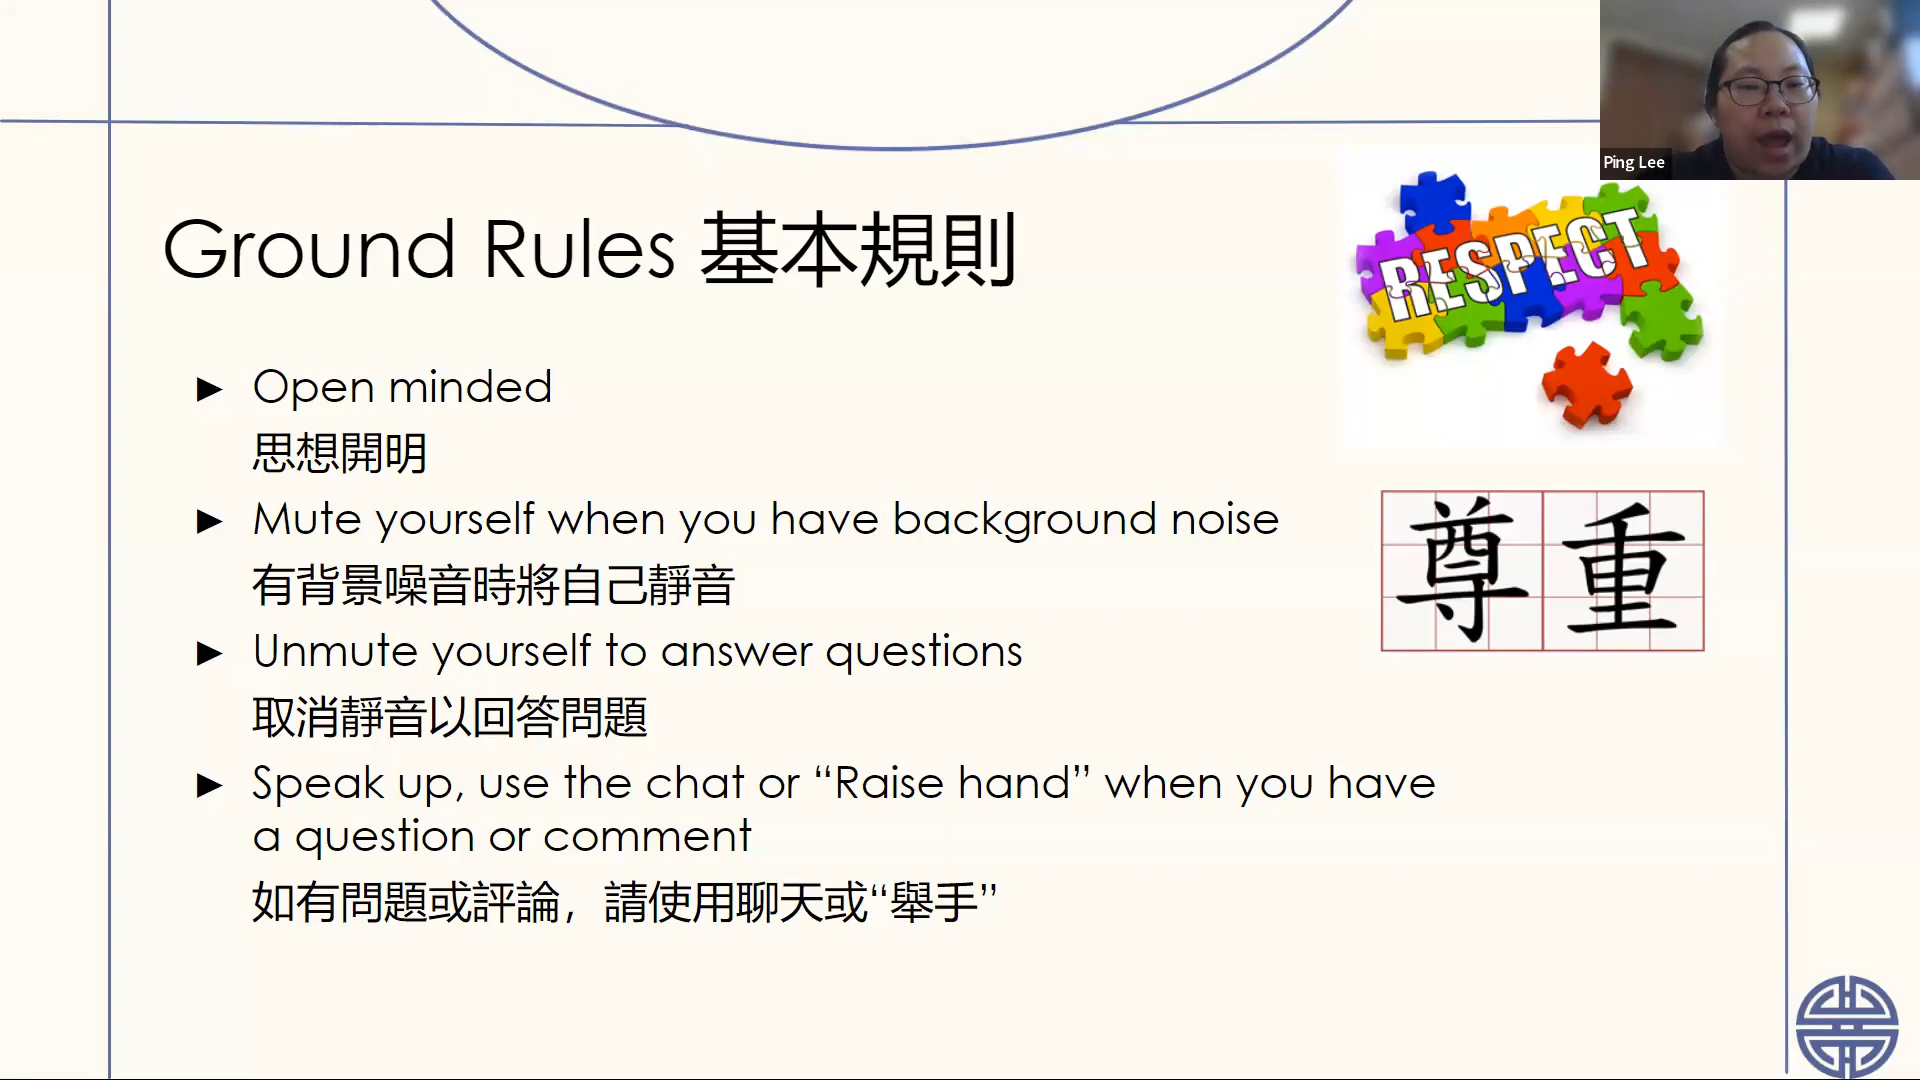 Ping Lee
Ground Rules 基本規則
RESPECT
► Open minded
思想開明
► Mute yourself when you have background noise
有背景噪音時將自己靜音
尊重
► Unmute yourself to answer questions
取消靜音以回答問題
► Speak up, use the chat or “Raise hand” when you have
a question or comment
如有問題或評論，請使用聊天或“舉手”